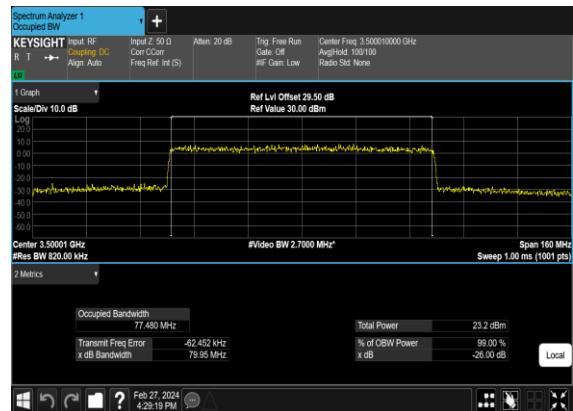 Spectrum Analyzer 1
Occupied BW
KEYSIGHT
R T
LVI
Input: RF
Coupling: DC
Align: Auto
Input Z: 50 Ω
Corr CCorr
Freq Ref: Int (S)
Atten: 20 dB
Trig: Free Run
Gate: Off
#IF Gain: Low
Center Freq: 3.500010000 GHz
Avg|Hold: 100/100
Radio Std: None
1 Graph
Scale/Div 10.0 dB
Ref Lvl Offset 29.50 dB
Ref Value 30.00 dBm
Log
20.0
10.0
0.00
-10.0
-20.0
-30.0
-40.0
-50.0
-60.0
Center 3.50001 GHz
#Res BW 820.00 kHz
#Video BW 2.7000 MHz*
Span 160 MHz
Sweep 1.00 ms (1001 pts)
2 Metrics
Occupied Bandwidth
77.480 MHz
Total Power 23.2 dBm
Transmit Freq Error -62.452 kHz
% of OBW Power 99.00 %
x dB Bandwidth 79.95 MHz
x dB -26.00 dB
Local
Feb 27, 2024
4:29:19 PM